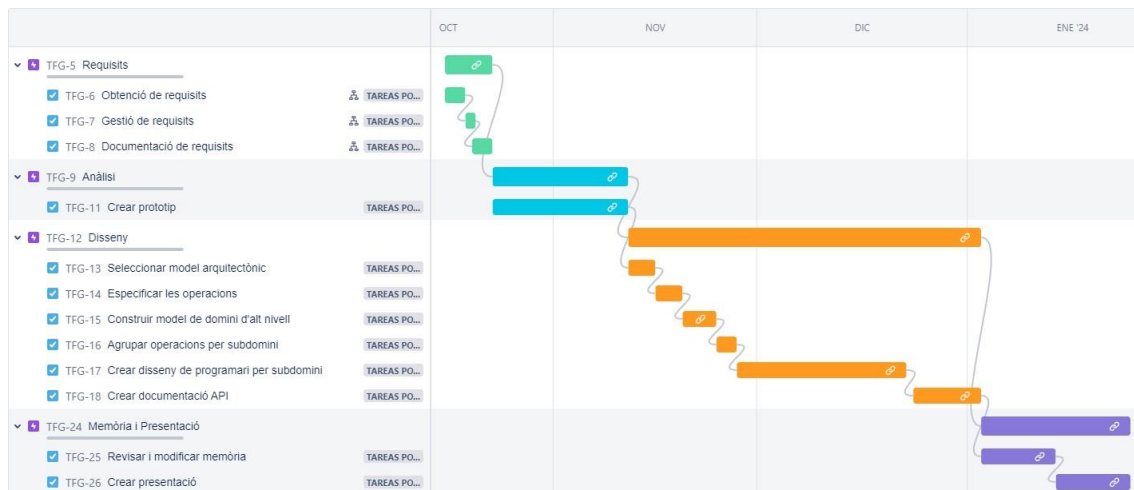 OCT NOV DIC ENE '24
TFG-5 Requisits
TFG-6 Obtenció de requisits TAREAS PO...
TFG-7 Gestió de requisits TAREAS PO...
TFG-8 Documentació de requisits TAREAS PO...
TFG-9 Anàlisi
TFG-11 Crear prototip TAREAS PO...
TFG-12 Disseny
TFG-13 Seleccionar model arquitectònic TAREAS PO...
TFG-14 Especificar les operacions TAREAS PO...
TFG-15 Construir model de domini d'alt nivell TAREAS PO...
TFG-16 Agrupar operacions per subdomini TAREAS PO...
TFG-17 Crear disseny de programari per subdomini TAREAS PO...
TFG-18 Crear documentació API TAREAS PO...
TFG-24 Memòria i Presentació
TFG-25 Revisar i modificar memòria TAREAS PO...
TFG-26 Crear presentació TAREAS PO...